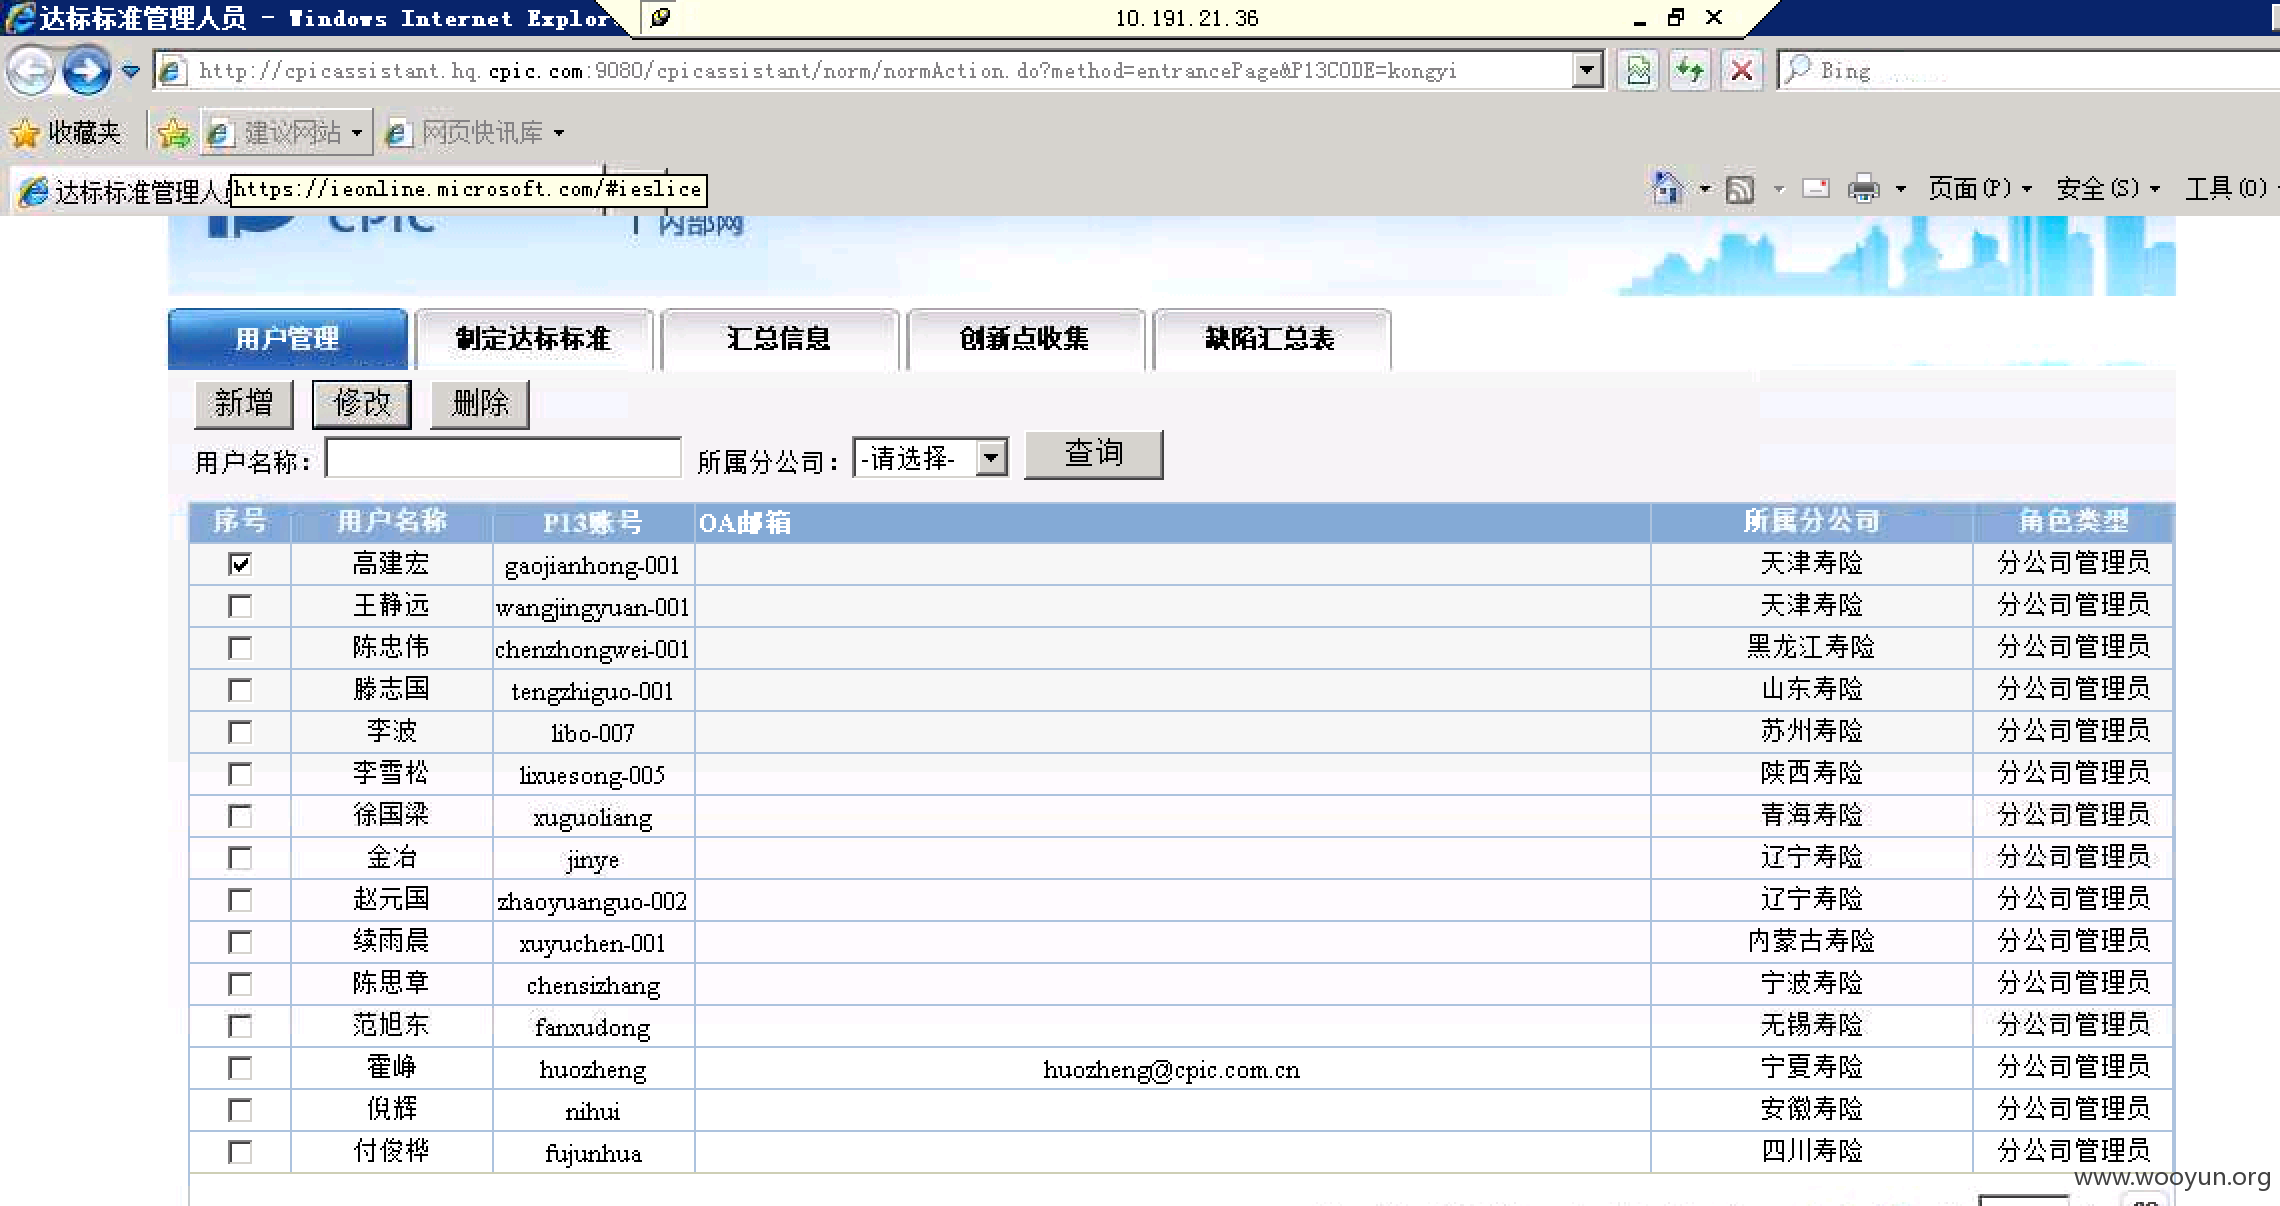 达标标准管理人员 - Windows Internet Explor
10.191.21.36
http://cpicassistant.hq.cpic.com:9080/cpicassistant/norm/normAction.do?method=entrancePage&P13CODE=kongyi
Bing
收藏夹 建议网站 网页快讯库
达标标准管理人
https://ieonline.microsoft.com/#ieslice
页面(P) 安全(S) 工具(O)
CPIC 内部网
用户管理 制定达标标准 汇总信息 创新点收集 缺陷汇总表
新增 修改 删除
用户名称： 所属分公司： -请选择- 查询
序号 用户名称 P13账号 OA邮箱 所属分公司 角色类型
高建宏 gaojianhong-001 天津寿险 分公司管理员
王静远 wangjingyuan-001 天津寿险 分公司管理员
陈忠伟 chenzhongwei-001 黑龙江寿险 分公司管理员
滕志国 tengzhiguo-001 山东寿险 分公司管理员
李波 libo-007 苏州寿险 分公司管理员
李雪松 lixuesong-005 陕西寿险 分公司管理员
徐国梁 xuguoliang 青海寿险 分公司管理员
金冶 jinye 辽宁寿险 分公司管理员
赵元国 zhaoyuanguo-002 辽宁寿险 分公司管理员
续雨晨 xuyuchen-001 内蒙古寿险 分公司管理员
陈思章 chensizhang 宁波寿险 分公司管理员
范旭东 fanxudong 无锡寿险 分公司管理员
霍峥 huozheng huozheng@cpic.com.cn 宁夏寿险 分公司管理员
倪辉 nihui 安徽寿险 分公司管理员
付俊桦 fujunhua 四川寿险 分公司管理员
www.wooyun.org